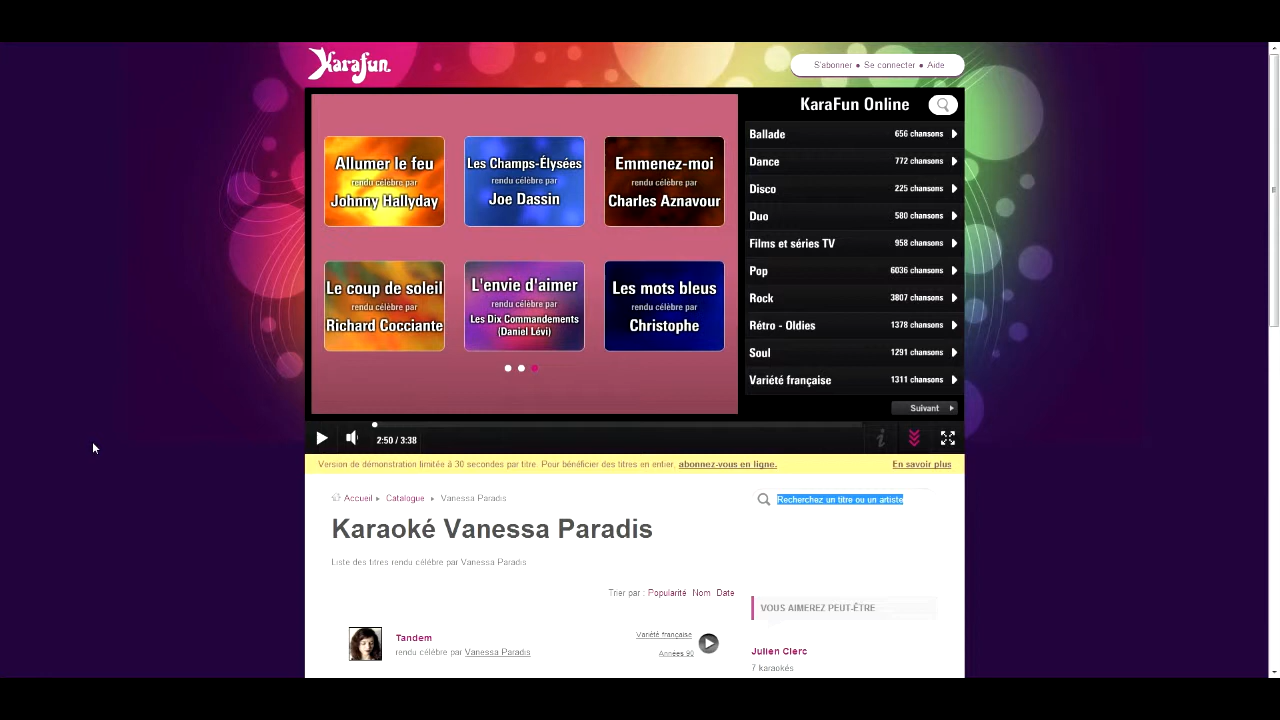 KaraFun
S'abonner • Se connecter • Aide
Allumer le feu
rendu célèbre par
Johnny Hallyday
Les Champs-Élysées
rendu célèbre par
Joe Dassin
Emmenez-moi
rendu célèbre par
Charles Aznavour
Le coup de soleil
rendu célèbre par
Richard Cocciante
L'envie d'aimer
rendu célèbre par
Les Dix Commandements
(Daniel Lévi)
Les mots bleus
rendu célèbre par
Christophe
KaraFun Online
Ballade 656 chansons
Dance 772 chansons
Disco 225 chansons
Duo 580 chansons
Films et séries TV 958 chansons
Pop 6036 chansons
Rock 3807 chansons
Rétro - Oldies 1378 chansons
Soul 1291 chansons
Variété française 1311 chansons
Suivant
2:50 / 3:38
Version de démonstration limitée à 30 secondes par titre. Pour bénéficier des titres en entier, abonnez-vous en ligne. En savoir plus
Accueil Catalogue Vanessa Paradis
Recherchez un titre ou un artiste
Karaoké Vanessa Paradis
Liste des titres rendu célèbre par Vanessa Paradis
Trier par : Popularité Nom Date
Tandem
rendu célèbre par Vanessa Paradis
Variété française
Années 90
VOUS AIMEREZ PEUT-ÊTRE
Julien Clerc
7 karaokés